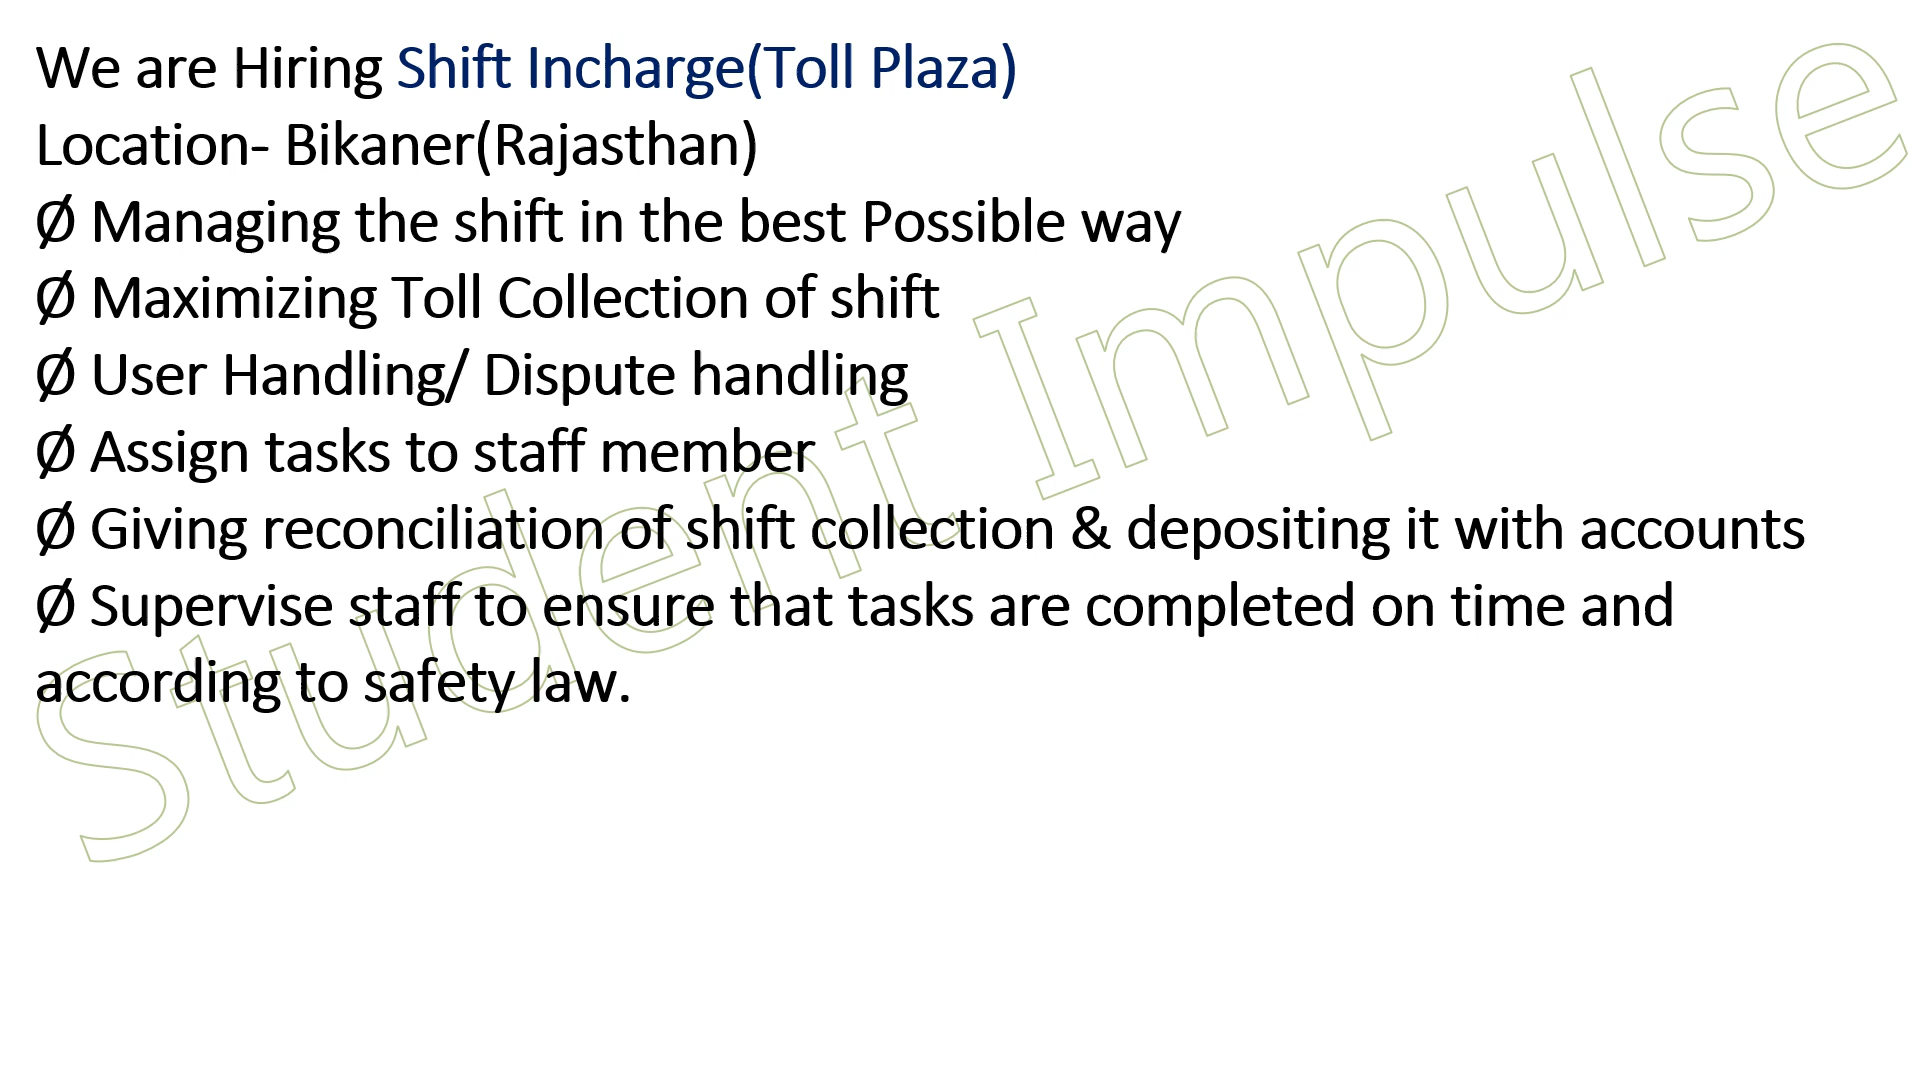 We are Hiring Shift Incharge(Toll Plaza)
Location- Bikaner(Rajasthan)
Ø Managing the shift in the best Possible way
Ø Maximizing Toll Collection of shift
Ø User Handling/ Dispute handling
Ø Assign tasks to staff member
Ø Giving reconciliation of shift collection & depositing it with accounts
Ø Supervise staff to ensure that tasks are completed on time and
according to safety law.
Student Impulse